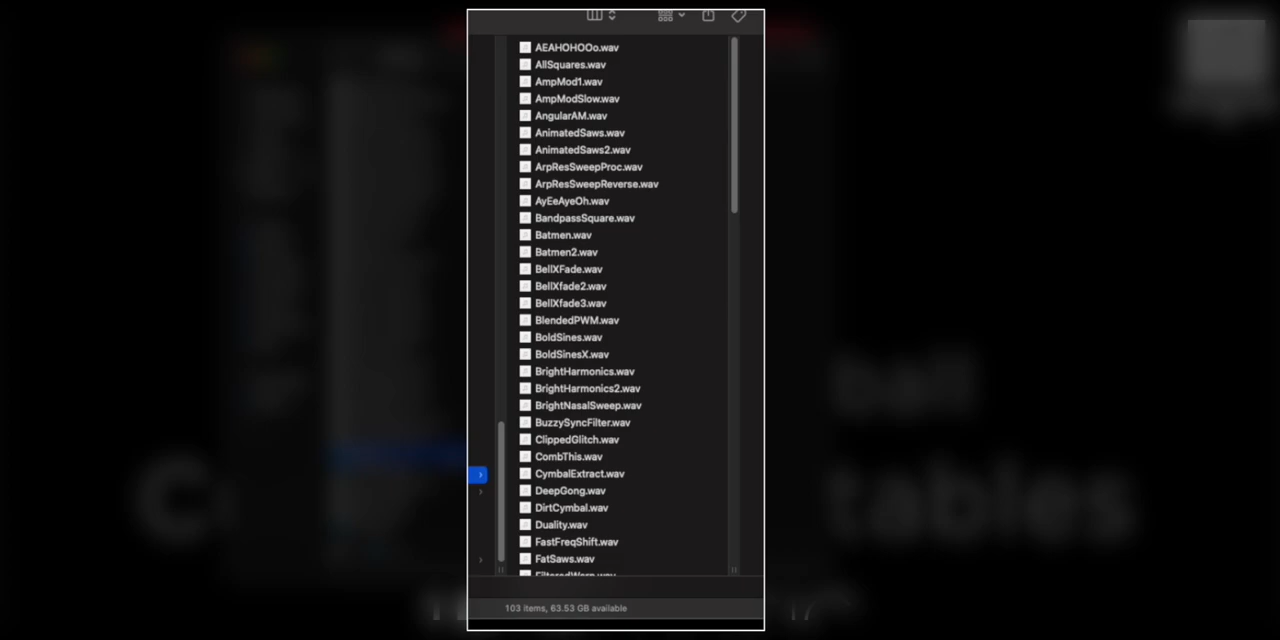 AEAHOHOOo.wav
AllSquares.wav
AmpMod1.wav
AmpModSlow.wav
AngularAM.wav
AnimatedSaws.wav
AnimatedSaws2.wav
ArpResSweepProc.wav
ArpResSweepReverse.wav
AyEeAyeOh.wav
BandpassSquare.wav
Batmen.wav
Batmen2.wav
BellXFade.wav
BellXfade2.wav
BellXfade3.wav
BlendedPWM.wav
BoldSines.wav
BoldSinesX.wav
BrightHarmonics.wav
BrightHarmonics2.wav
BrightNasalSweep.wav
BuzzySyncFilter.wav
ClippedGlitch.wav
CombThis.wav
CymbalExtract.wav
DeepGong.wav
DirtCymbal.wav
Duality.wav
FastFreqShift.wav
FatSaws.wav
ball
tables
103 items, 63.53 GB available